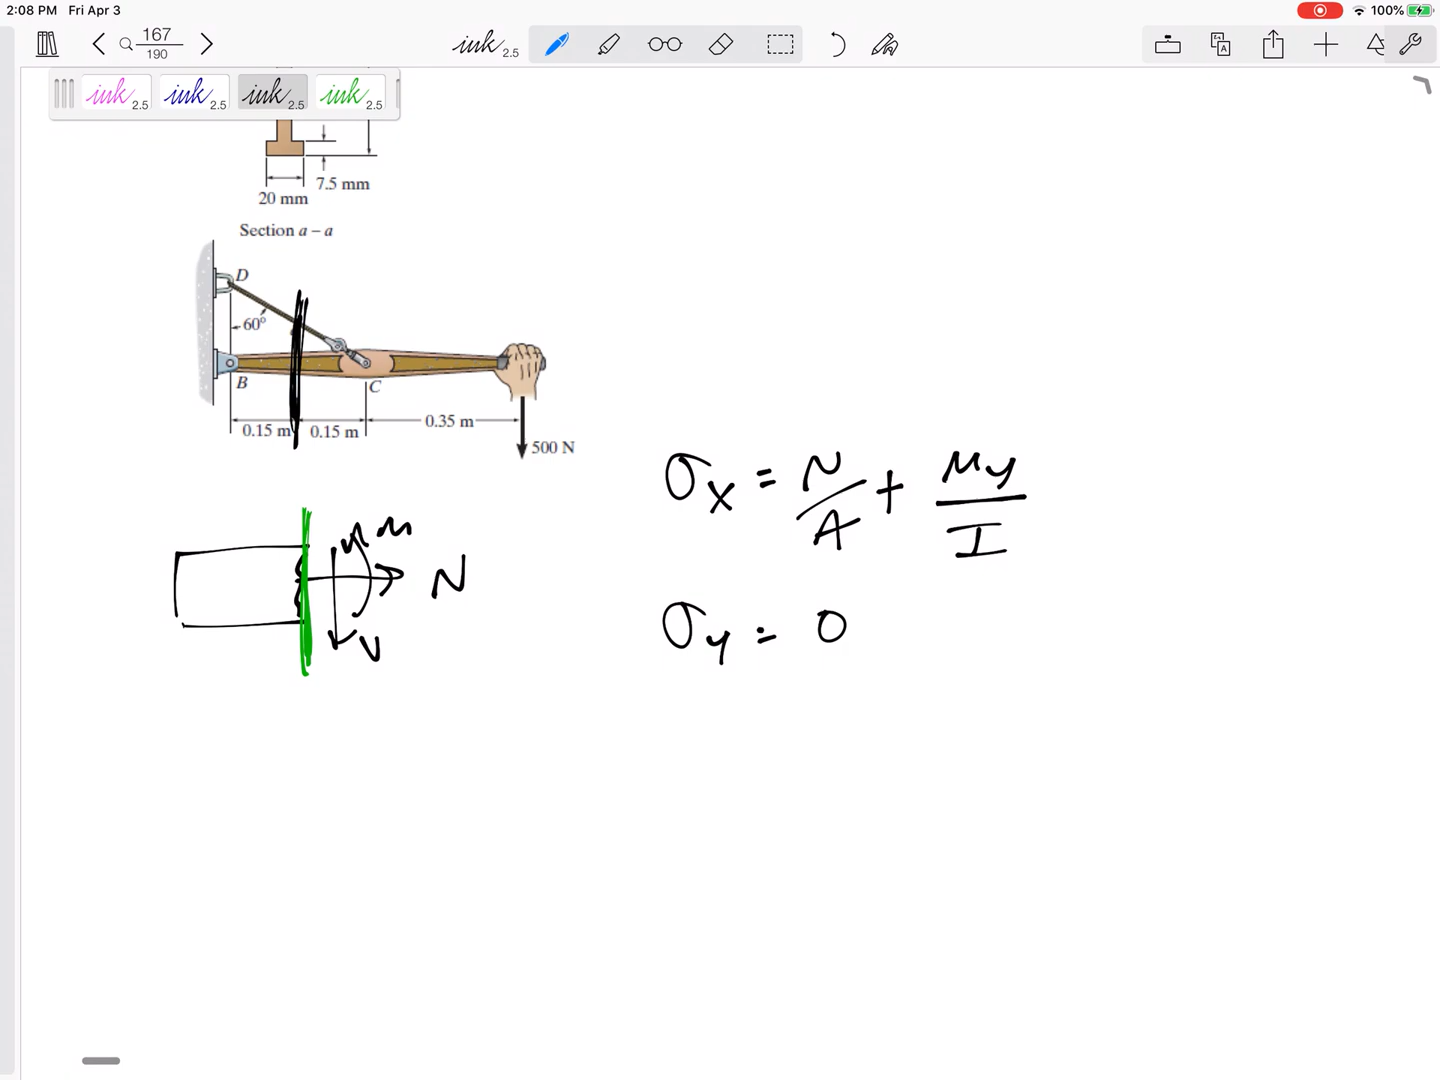 2:08 PM Fri Apr 3
100%
167
190
ink 2.5
ink 2.5
ink 2.5
ink 2.5
ink 2.5
7.5 mm
20 mm
Section a – a
D
60°
B
C
0.15 m
0.15 m
0.35 m
500 N
M
N
V
σx = N/A + My/I
σy = 0